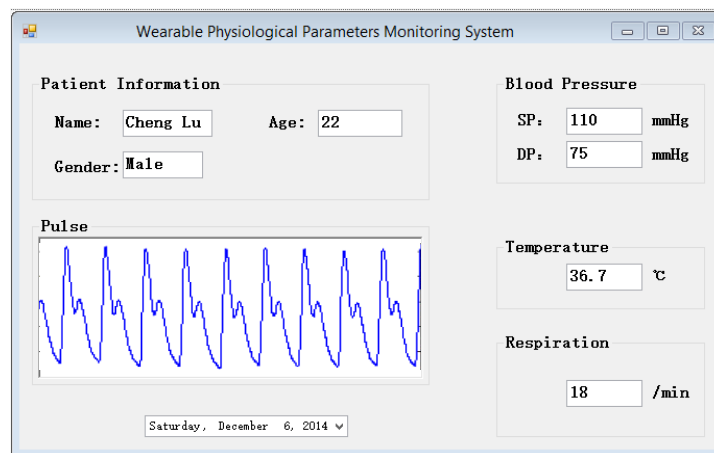 Wearable Physiological Parameters Monitoring System
Patient Information
Name: Cheng Lu Age: 22
Gender: Male
Blood Pressure
SP: 110 mmHg
DP: 75 mmHg
Pulse
Temperature
36.7 ℃
Respiration
18 /min
Saturday, December 6, 2014